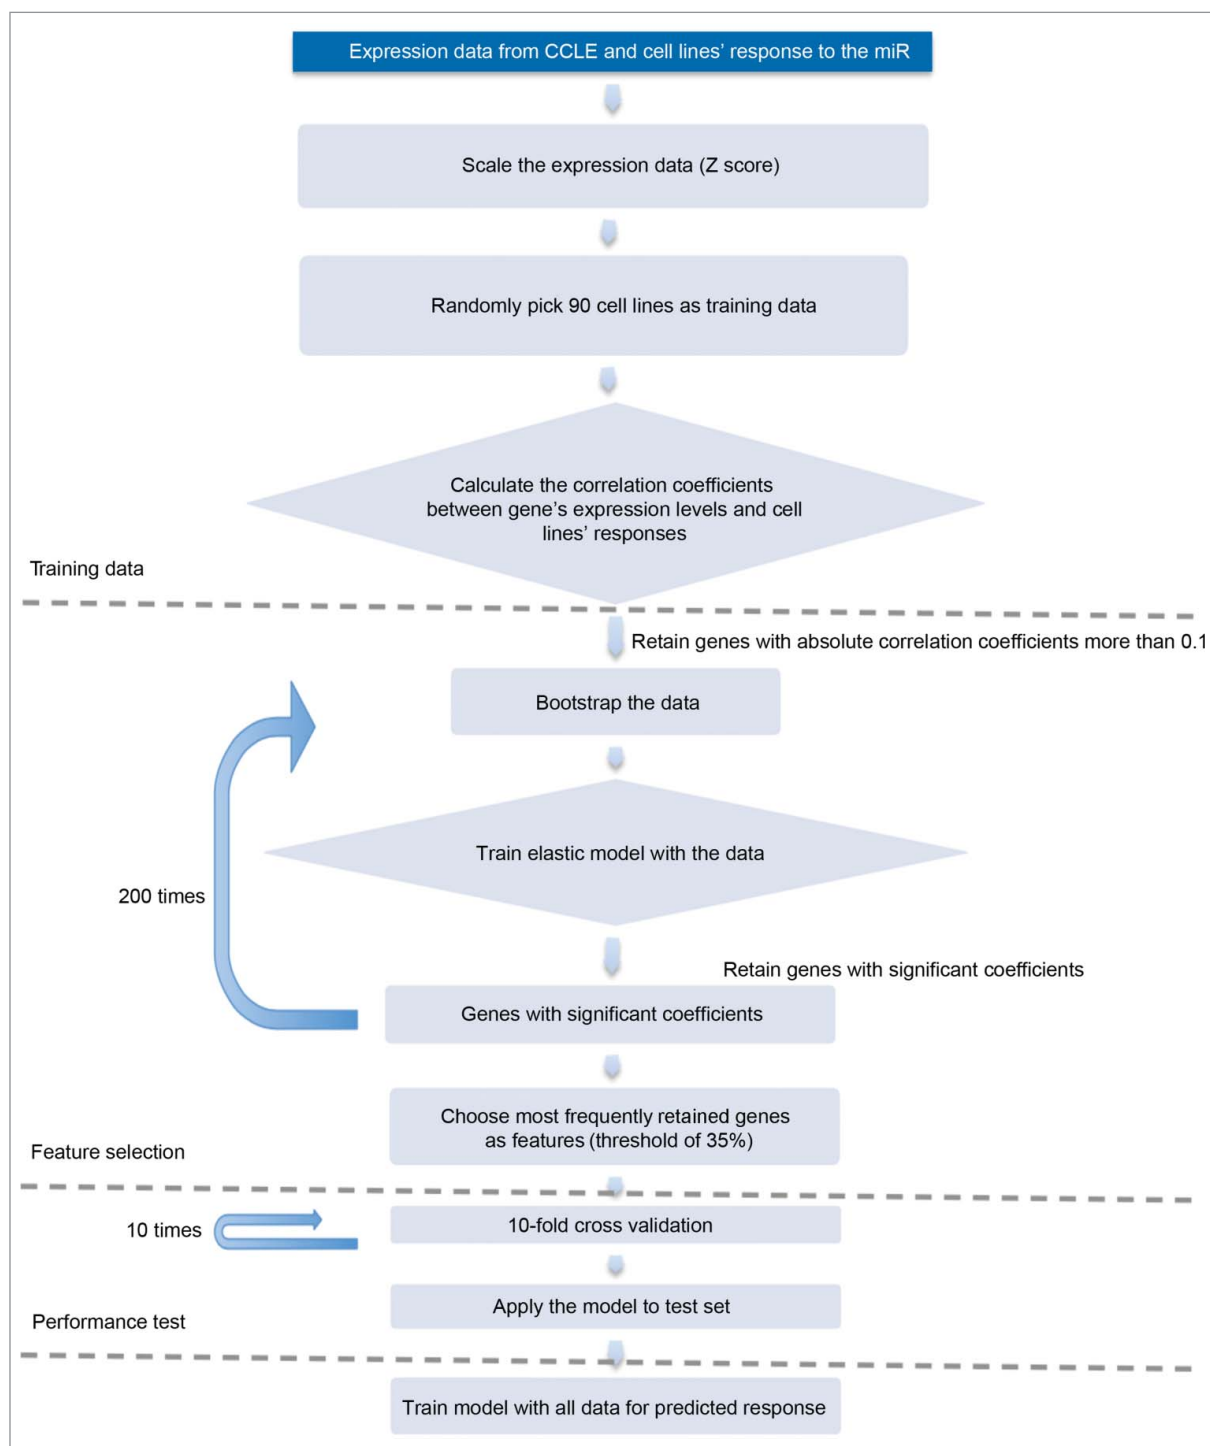 Expression data from CCLE and cell lines’ response to the miR
Scale the expression data (Z score)
Randomly pick 90 cell lines as training data
Calculate the correlation coefficients
between gene’s expression levels and cell
lines’ responses
Training data
Retain genes with absolute correlation coefficients more than 0.1
Bootstrap the data
Train elastic model with the data
200 times
Retain genes with significant coefficients
Genes with significant coefficients
Choose most frequently retained genes
as features (threshold of 35%)
Feature selection
10 times
10-fold cross validation
Apply the model to test set
Performance test
Train model with all data for predicted response